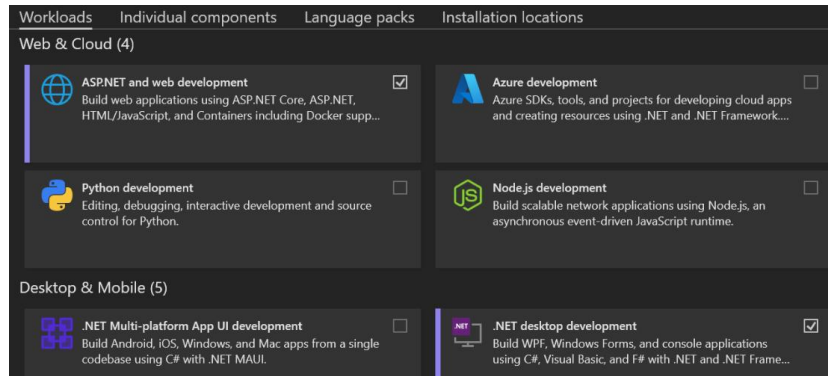 Workloads Individual components Language packs Installation locations
Web & Cloud (4)
ASP.NET and web development
Build web applications using ASP.NET Core, ASP.NET,
HTML/JavaScript, and Containers including Docker supp...
Azure development
Azure SDKs, tools, and projects for developing cloud apps
and creating resources using .NET and .NET Framework....
Python development
Editing, debugging, interactive development and source
control for Python.
JS
Node.js development
Build scalable network applications using Node.js, an
asynchronous event-driven JavaScript runtime.
Desktop & Mobile (5)
.NET Multi-platform App UI development
Build Android, iOS, Windows, and Mac apps from a single
codebase using C# with .NET MAUI.
.NET
.NET desktop development
Build WPF, Windows Forms, and console applications
using C#, Visual Basic, and F# with .NET and .NET Frame...